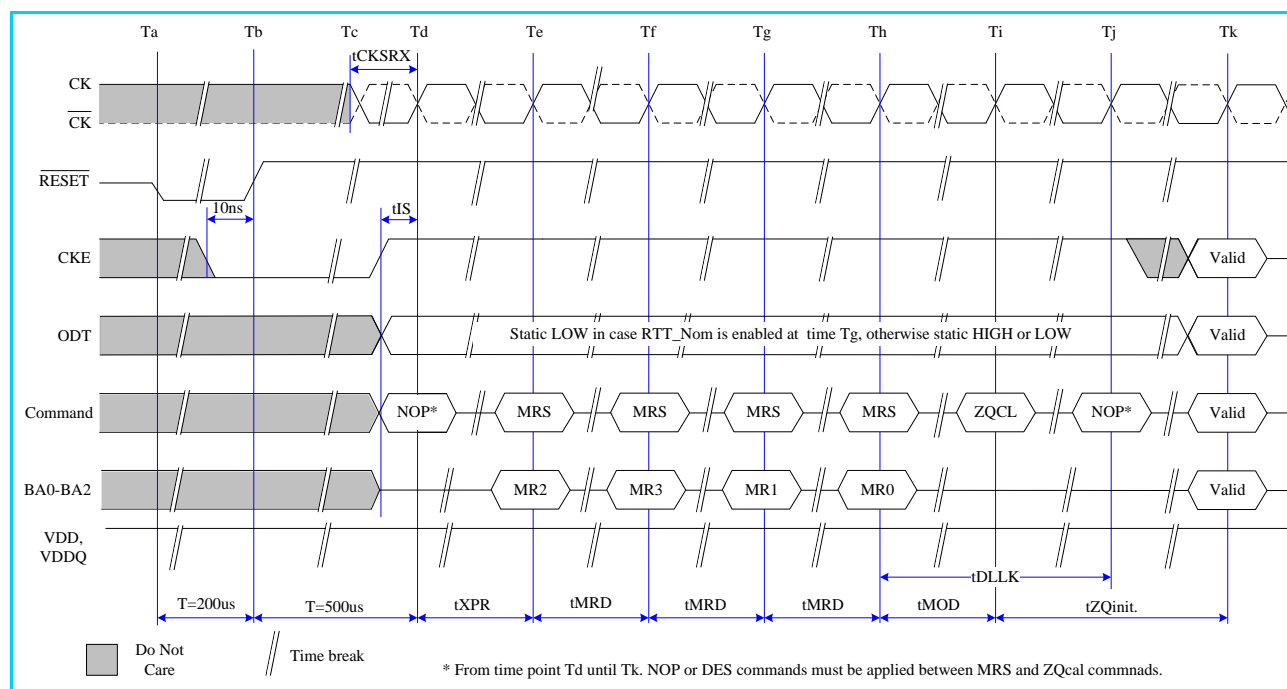 Ta Tb Tc Td Te Tf Tg Th Ti Tj Tk
tCKSRX
CK
CK
RESET
10ns
tIS
CKE
Valid
ODT
Static LOW in case RTT_Nom is enabled at time Tg, otherwise static HIGH or LOW
Valid
Command
NOP* MRS MRS MRS MRS ZQCL NOP* Valid
BA0-BA2
MR2 MR3 MR1 MR0 Valid
VDD,
VDDQ
tDLLK
T=200us T=500us tXPR tMRD tMRD tMRD tMOD tZQinit.
Do Not
Care
Time break
* From time point Td until Tk. NOP or DES commands must be applied between MRS and ZQcal commnads.